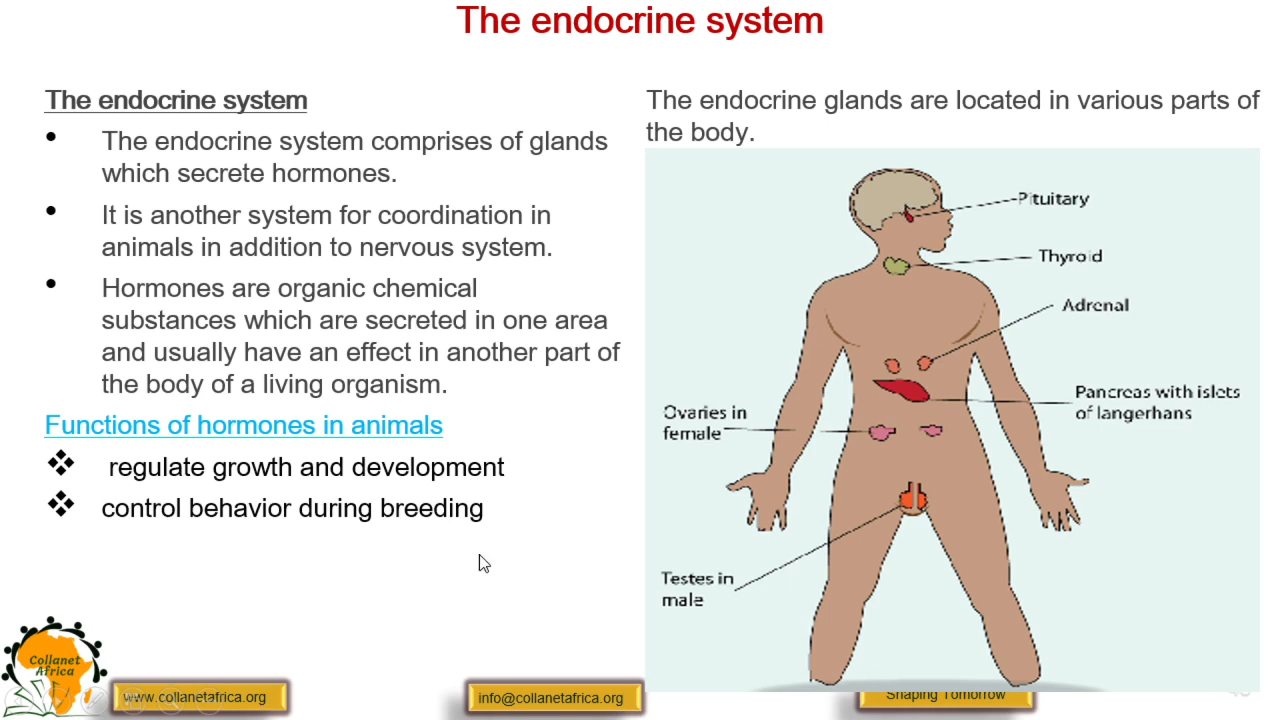 The endocrine system
The endocrine system
• The endocrine system comprises of glands
which secrete hormones.
• It is another system for coordination in
animals in addition to nervous system.
• Hormones are organic chemical
substances which are secreted in one area
and usually have an effect in another part of
the body of a living organism.
Functions of hormones in animals
❖ regulate growth and development
❖ control behavior during breeding
The endocrine glands are located in various parts of
the body.
Pituitary
Thyroid
Adrenal
Pancreas with islets
of langerhans
Ovaries in
female
Testes in
male
Collanet
Africa
www.collanetafrica.org
info@collanetafrica.org
Shaping Tomorrow